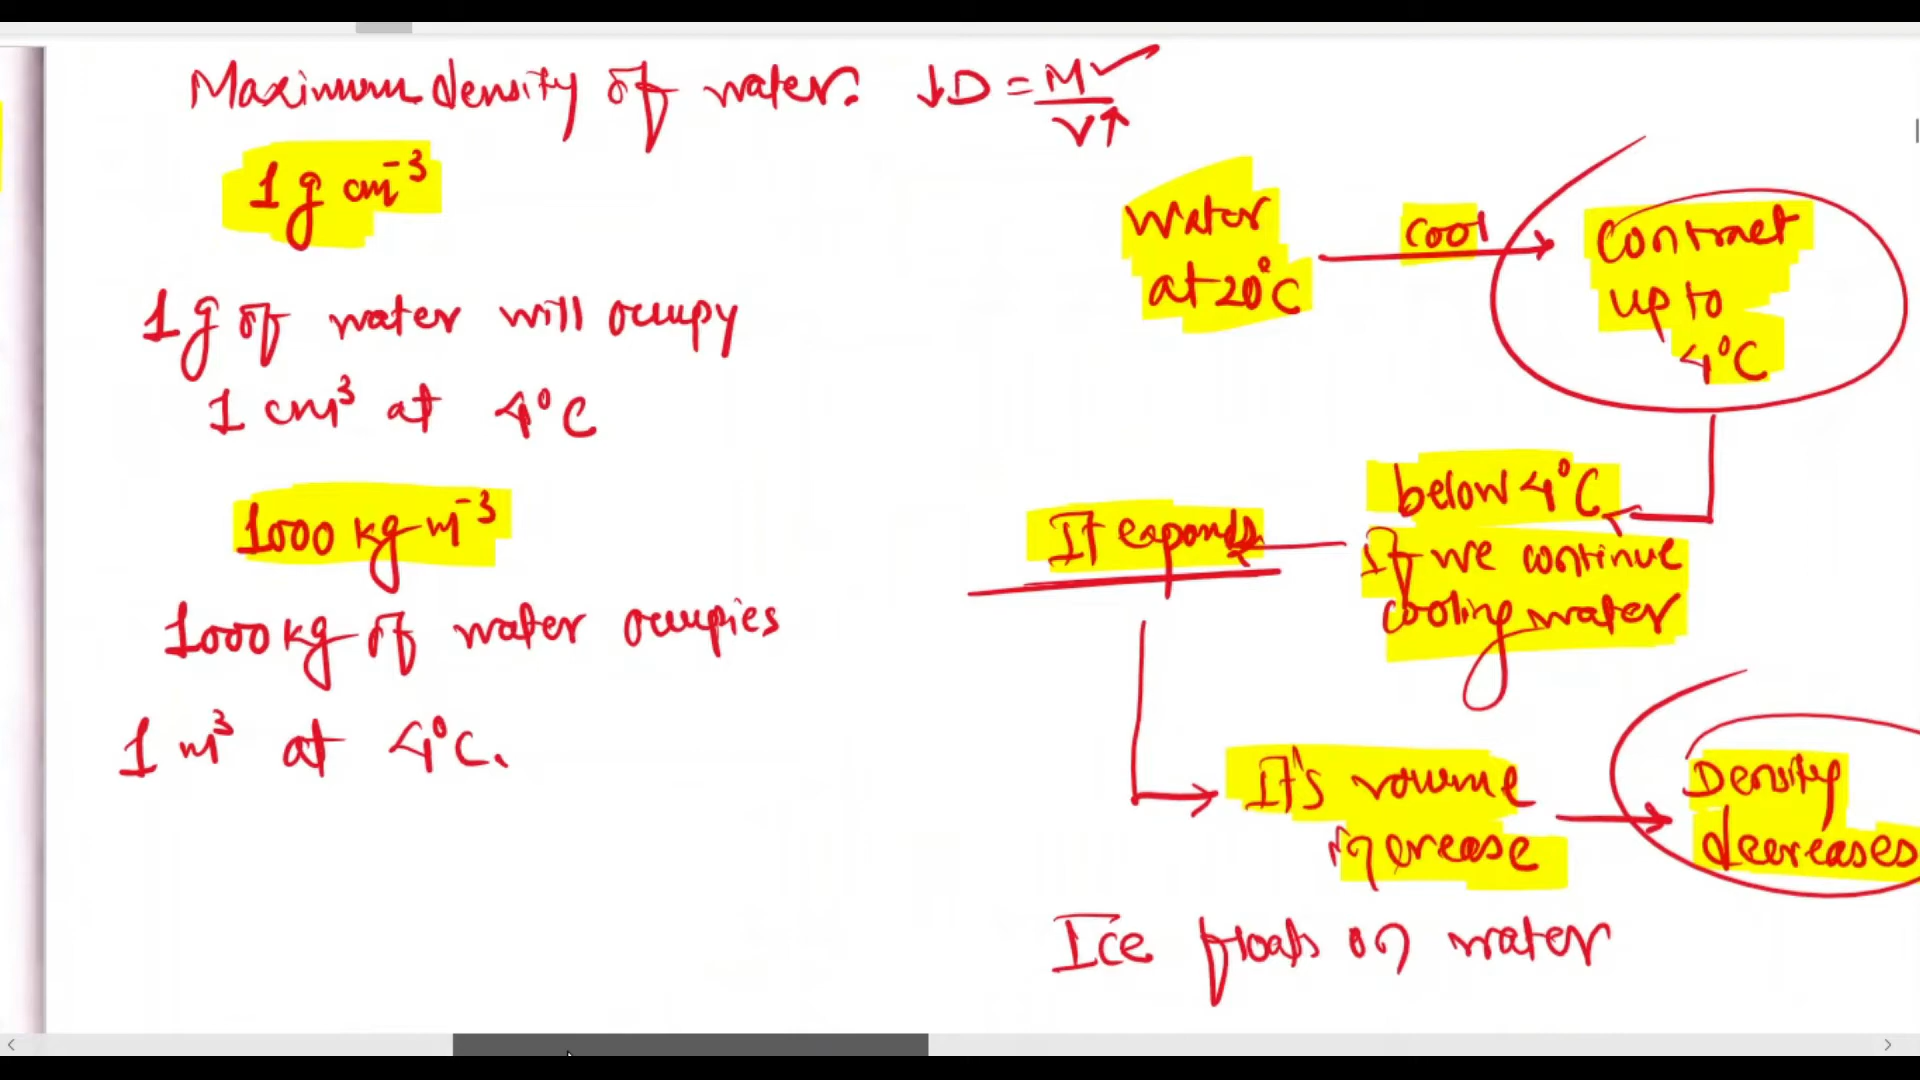 Maximum density of water. ↓D = M✓/V↑
1g cm⁻³
1g of water will occupy
1 cm³ at 4°C
1000 kg m⁻³
1000 kg of water occupies
1 m³ at 4°C.
Water
at 20°C
cool
Contract
up to
4°C
below 4°C
If we continue
cooling water
It expands
It's volume
increase
Density
decreases
Ice floats on water